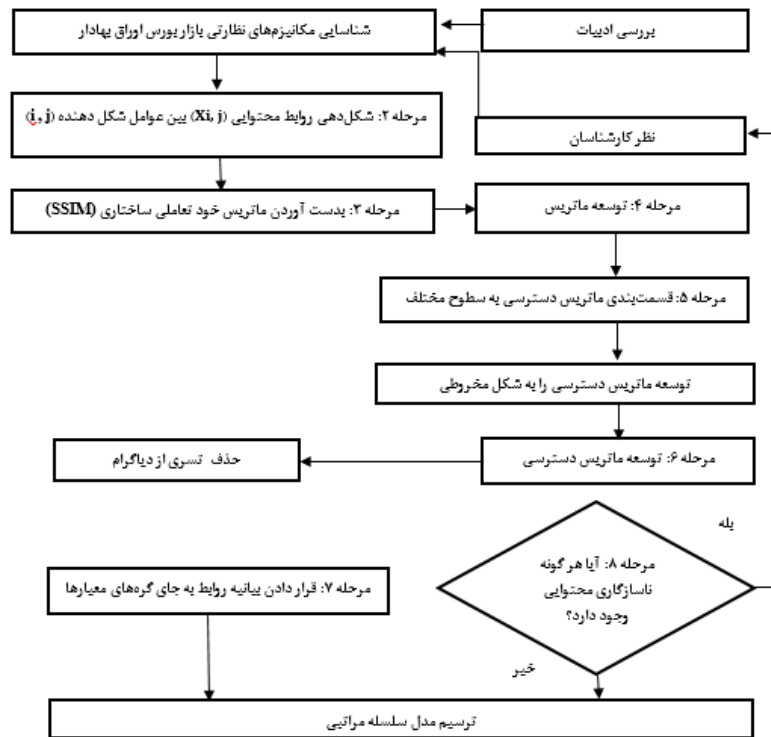 بررسی ادبیات
شناسایی مکانیزم‌های نظارتی بازار بورس اوراق بهادار
مرحله ۲: شکل‌دهی روابط محتوایی (Xi, j) بین عوامل شکل دهنده (i , j)
نظر کارشناسان
مرحله ۳: بدست آوردن ماتریس خود تعاملی ساختاری (SSIM)
مرحله ۴: توسعه ماتریس
مرحله ۵: قسمت‌بندی ماتریس دسترسی به سطوح مختلف
توسعه ماتریس دسترسی را به شکل مخروطی
مرحله ۶: توسعه ماتریس دسترسی
حذف تسری از دیاگرام
بله
مرحله ۸: آیا هر گونه
ناسازگاری محتوایی
وجود دارد؟
مرحله ۷: قرار دادن بیانیه روابط به جای گره‌های معیارها
خیر
ترسیم مدل سلسله مراتبی